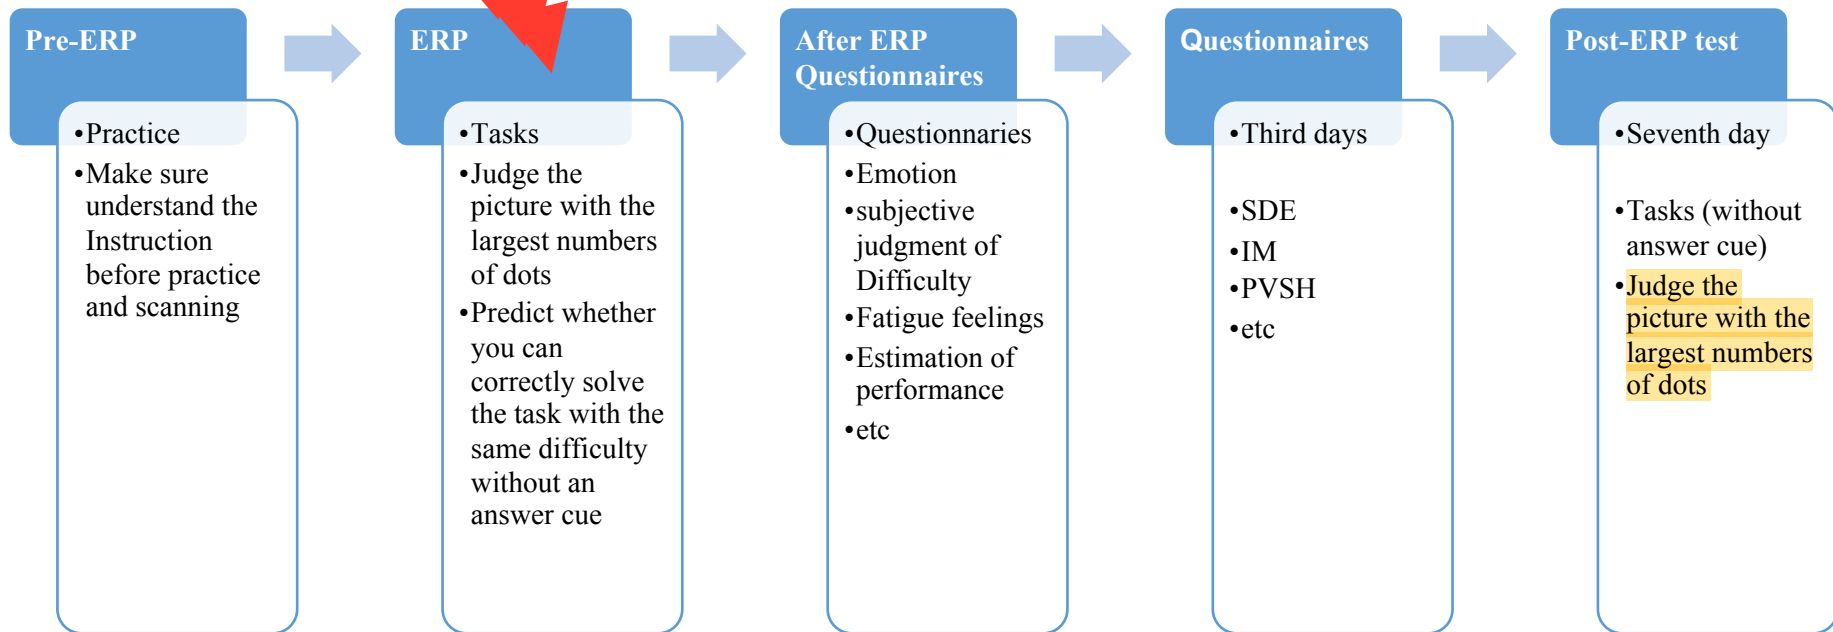 Pre-ERP
•Practice
•Make sure
understand the
Instruction
before practice
and scanning
ERP
•Tasks
•Judge the
picture with the
largest numbers
of dots
•Predict whether
you can
correctly solve
the task with the
same difficulty
without an
answer cue
After ERP
Questionnaires
•Questionnaries
•Emotion
•subjective
judgment of
Difficulty
•Fatigue feelings
•Estimation of
performance
•etc
Questionnaires
•Third days
•SDE
•IM
•PVSH
•etc
Post-ERP test
•Seventh day
•Tasks (without
answer cue)
•Judge the
picture with the
largest numbers
of dots